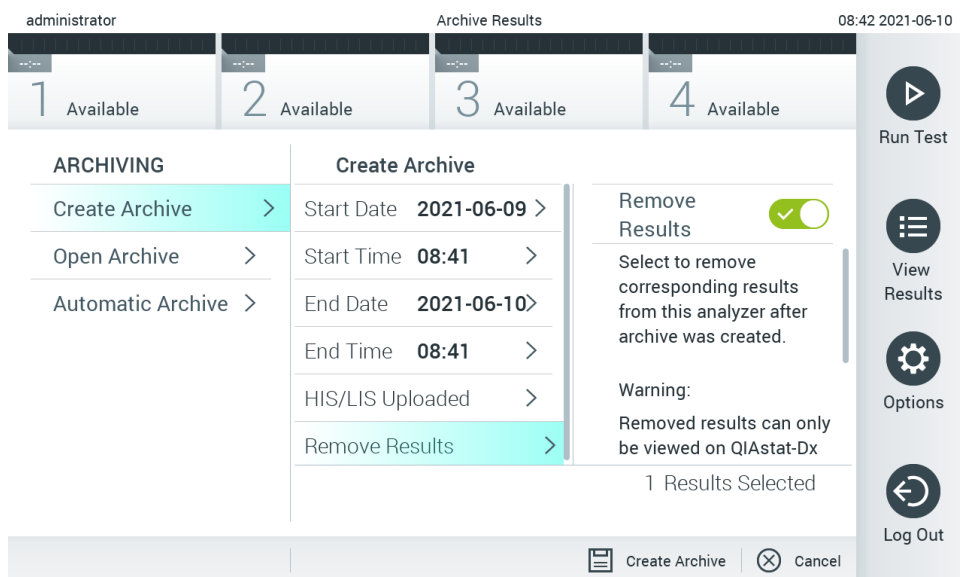 administrator Archive Results 08:42 2021-06-10
--:-- --:-- --:-- --:--
1 Available 2 Available 3 Available 4 Available
Run Test
ARCHIVING
Create Archive
Open Archive
Automatic Archive
Create Archive
Start Date 2021-06-09
Start Time 08:41
End Date 2021-06-10
End Time 08:41
HIS/LIS Uploaded
Remove Results
Remove
Results
Select to remove
corresponding results
from this analyzer after
archive was created.
Warning:
Removed results can only
be viewed on QIAstat-Dx
1 Results Selected
View
Results
Options
Log Out
Create Archive Cancel